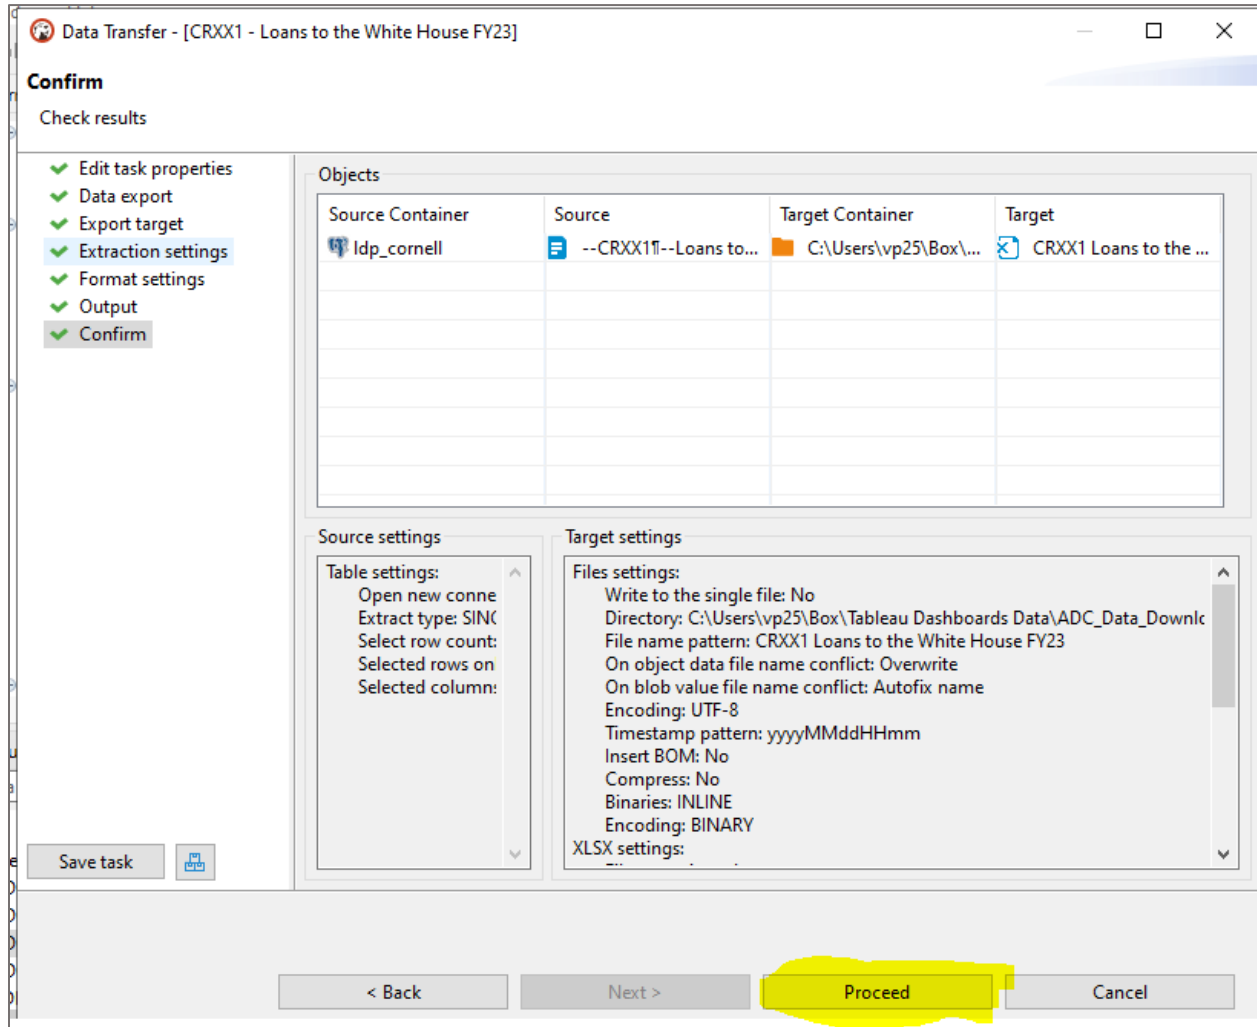 Data Transfer - [CRXX1 - Loans to the White House FY23]
Confirm
Check results
Edit task properties
Data export
Export target
Extraction settings
Format settings
Output
Confirm
Objects
Source Container Source Target Container Target
ldp_cornell --CRXX1¶--Loans to... C:\Users\vp25\Box\... CRXX1 Loans to the ...
Source settings
Table settings:
Open new conne
Extract type: SING
Select row count:
Selected rows on
Selected column:
Target settings
Files settings:
Write to the single file: No
Directory: C:\Users\vp25\Box\Tableau Dashboards Data\ADC_Data_Downlc
File name pattern: CRXX1 Loans to the White House FY23
On object data file name conflict: Overwrite
On blob value file name conflict: Autofix name
Encoding: UTF-8
Timestamp pattern: yyyyMMddHHmm
Insert BOM: No
Compress: No
Binaries: INLINE
Encoding: BINARY
XLSX settings:
Save task
< Back Next > Proceed Cancel